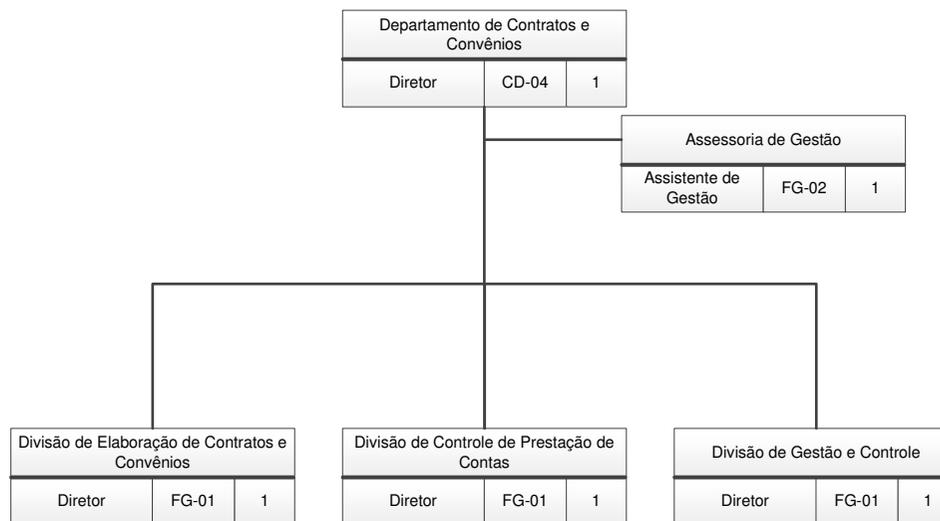 Departamento de Contratos e
Convênios
Diretor CD-04 1
Assessoria de Gestão
Assistente de
Gestão
FG-02 1
Divisão de Elaboração de Contratos e
Convênios
Diretor FG-01 1
Divisão de Controle de Prestação de
Contas
Diretor FG-01 1
Divisão de Gestão e Controle
Diretor FG-01 1